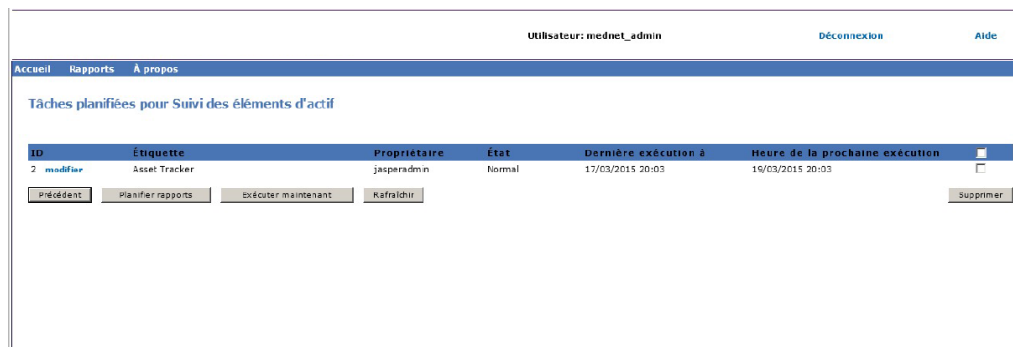 Utilisateur: mednet_admin Déconnexion Aide
Accueil Rapports À propos
Tâches planifiées pour Suivi des éléments d'actif
ID Étiquette Propriétaire État Dernière exécution à Heure de la prochaine exécution
2 modifier Asset Tracker jasperadmin Normal 17/03/2015 20:03 19/03/2015 20:03
Précédent Planifier rapports Exécuter maintenant Rafraîchir Supprimer